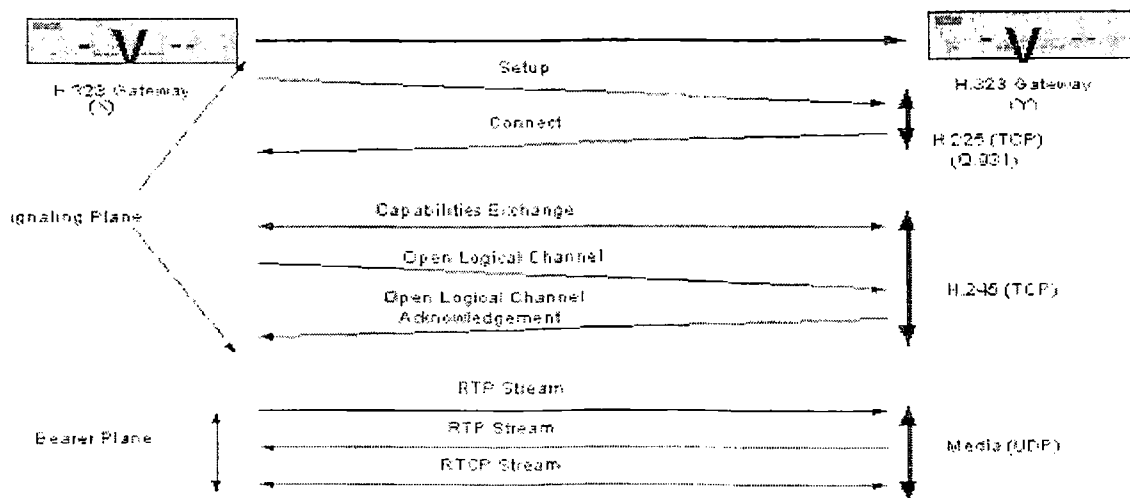 V
V
H.323 Gateway
(X)
H.323 Gateway
(Y)
Setup
Connect
H.225 (TCP)
(Q.931)
ignaling Plane
Capabilities Exchange
Open Logical Channel
H.245 (TCP)
Open Logical Channel
Acknowledgement
RTP Stream
Bearer Plane
RTP Stream
Media (UDP)
RTCP Stream